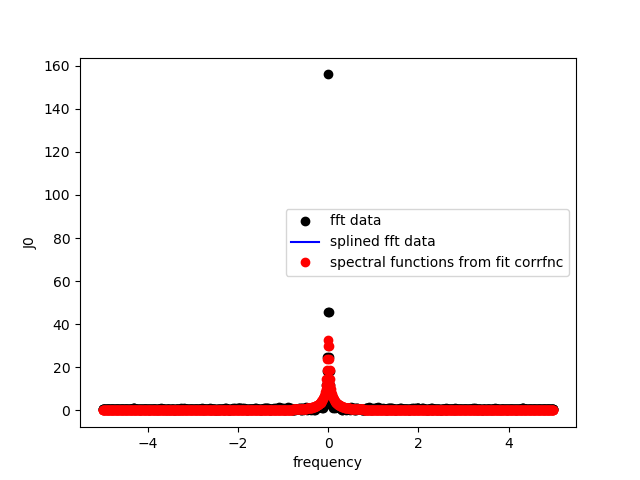 160
140
120
100
80
60
40
20
0
J0
fft data
splined fft data
spectral functions from fit corrfnc
−4
−2
0
2
4
frequency